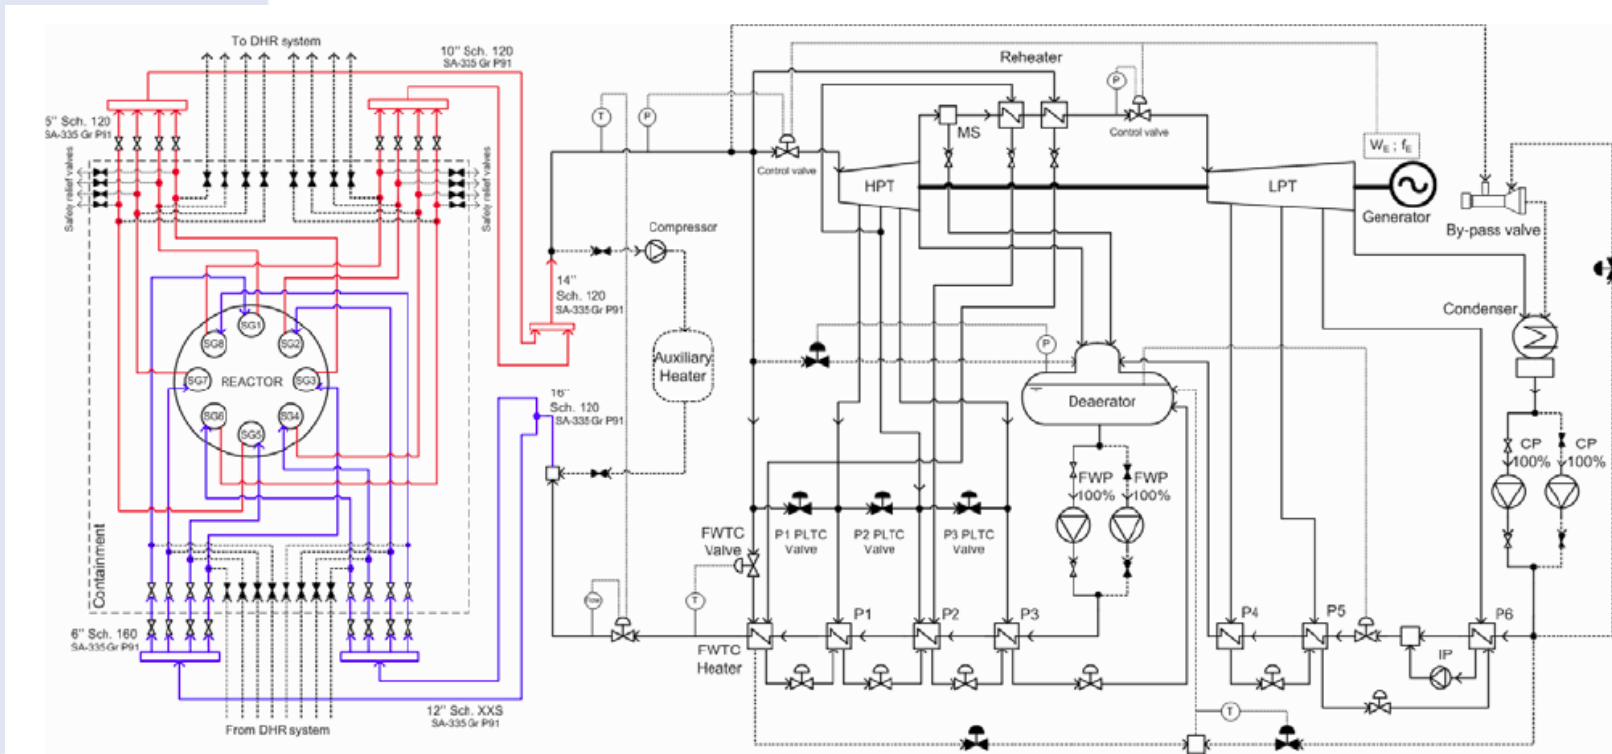 To DHR system
10" Sch. 120
SA-335 Gr P91
5" Sch. 120
SA-335 Gr P91
Safety relief valves
Safety relief valves
SG1
SG2
SG3
SG4
SG5
SG6
SG7
SG8
REACTOR
Containment
6" Sch. 160
SA-335 Gr P91
12" Sch. XXS
SA-335 Gr P91
From DHR system
14"
Sch. 120
SA-335 Gr P91
16"
Sch. 120
SA-335 Gr P91
T
P
Compressor
Auxiliary
Heater
Control valve
Reheater
MS
P
Control valve
HPT
LPT
WE ; fE
Generator
By-pass valve
Condenser
P
Deaerator
FWP
100%
FWP
100%
CP
100%
CP
100%
FWTC
Valve
P1 PLTC
Valve
P2 PLTC
Valve
P3 PLTC
Valve
Flow
T
FWTC
Heater
P1
P2
P3
P4
P5
P6
IP
T